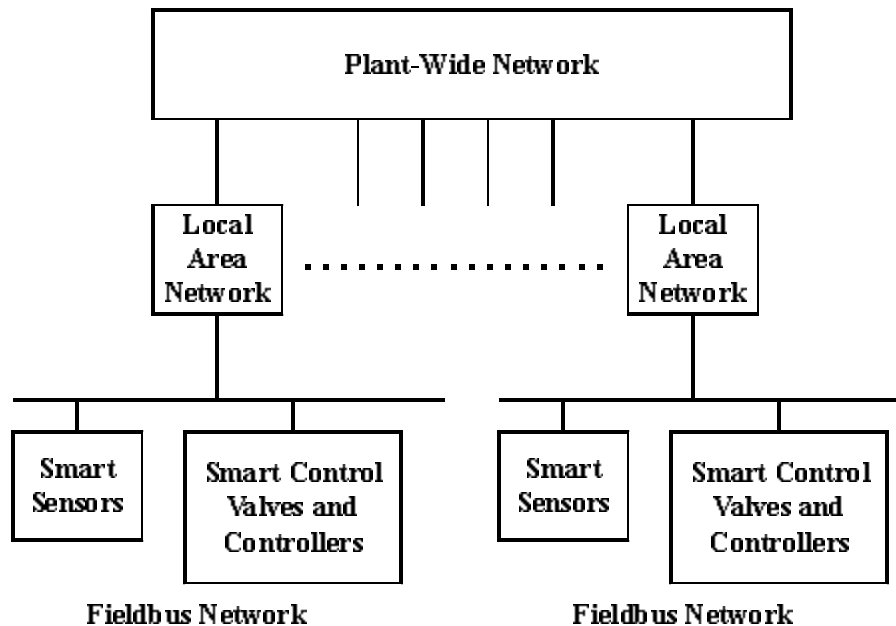 Plant-Wide Network
Local
Area
Network
Local
Area
Network
Smart
Sensors
Smart Control
Valves and
Controllers
Smart
Sensors
Smart Control
Valves and
Controllers
Fieldbus Network
Fieldbus Network